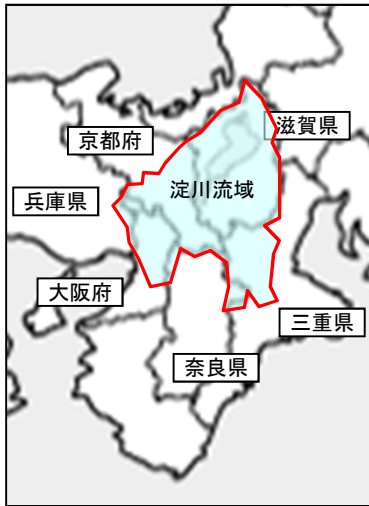 滋賀県
京都府
淀川流域
兵庫県
大阪府
三重県
奈良県